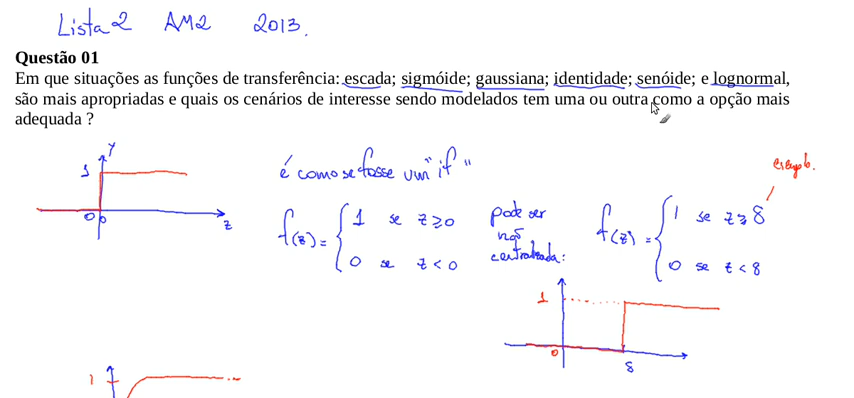 Lista 2 AM2 2013.
Questão 01
Em que situações as funções de transferência: escada; sigmóide; gaussiana; identidade; senóide; e lognormal,
são mais apropriadas e quais os cenários de interesse sendo modelados tem uma ou outra como a opção mais
adequada ?
é como se fosse um "if"
exemplo.
Y
1
0 0
z
f(z) = { 1 se z ≥ 0
0 se z < 0
pode ser
não
centralizada:
f(z) = { 1 se z ≥ 8
0 se z < 8
1
0
8
1